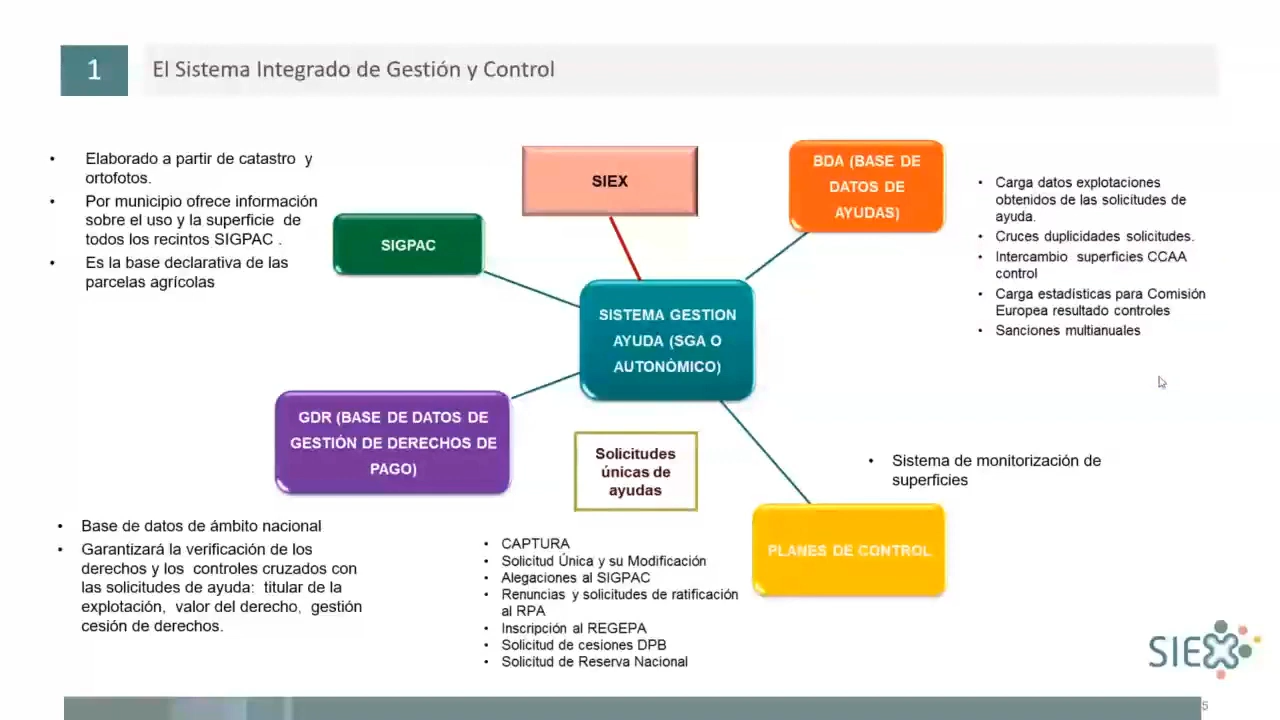 1
El Sistema Integrado de Gestión y Control
• Elaborado a partir de catastro y
ortofotos.
• Por municipio ofrece información
sobre el uso y la superficie de
todos los recintos SIGPAC .
• Es la base declarativa de las
parcelas agrícolas
SIGPAC
SIEX
BDA (BASE DE
DATOS DE
AYUDAS)
• Carga datos explotaciones
obtenidos de las solicitudes de
ayuda.
• Cruces duplicidades solicitudes.
• Intercambio superficies CCAA
control
• Carga estadísticas para Comisión
Europea resultado controles
• Sanciones multianuales
SISTEMA GESTION
AYUDA (SGA O
AUTONÓMICO)
GDR (BASE DE DATOS DE
GESTIÓN DE DERECHOS DE
PAGO)
Solicitudes
únicas de
ayudas
• Sistema de monitorización de
superficies
PLANES DE CONTROL
• Base de datos de ámbito nacional
• Garantizará la verificación de los
derechos y los controles cruzados con
las solicitudes de ayuda: titular de la
explotación, valor del derecho, gestión
cesión de derechos.
• CAPTURA
• Solicitud Única y su Modificación
• Alegaciones al SIGPAC
• Renuncias y solicitudes de ratificación
al RPA
• Inscripción al REGEPA
• Solicitud de cesiones DPB
• Solicitud de Reserva Nacional
SIEX
5